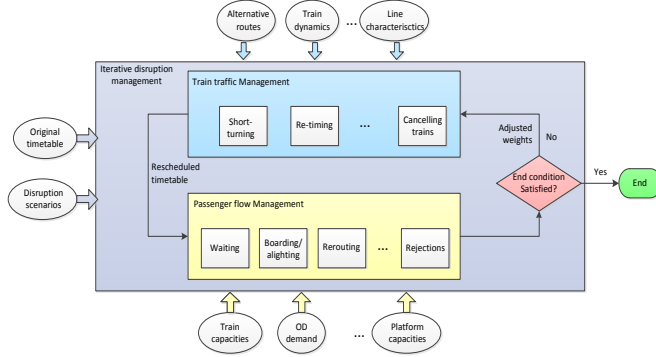 Alternative
routes
Train
dynamics
...
Line
characterisctics
Iterative disruption
management
Train traffic Management
Short-
turning
Re-timing
...
Cancelling
trains
Original
timetable
Disruption
scenarios
Rescheduled
timetable
Adjusted
weights
No
End condition
Satisfied?
Yes
End
Passenger flow Management
Waiting
Boarding/
alighting
Rerouting
...
Rejections
Train
capacities
OD
demand
...
Platform
capacities